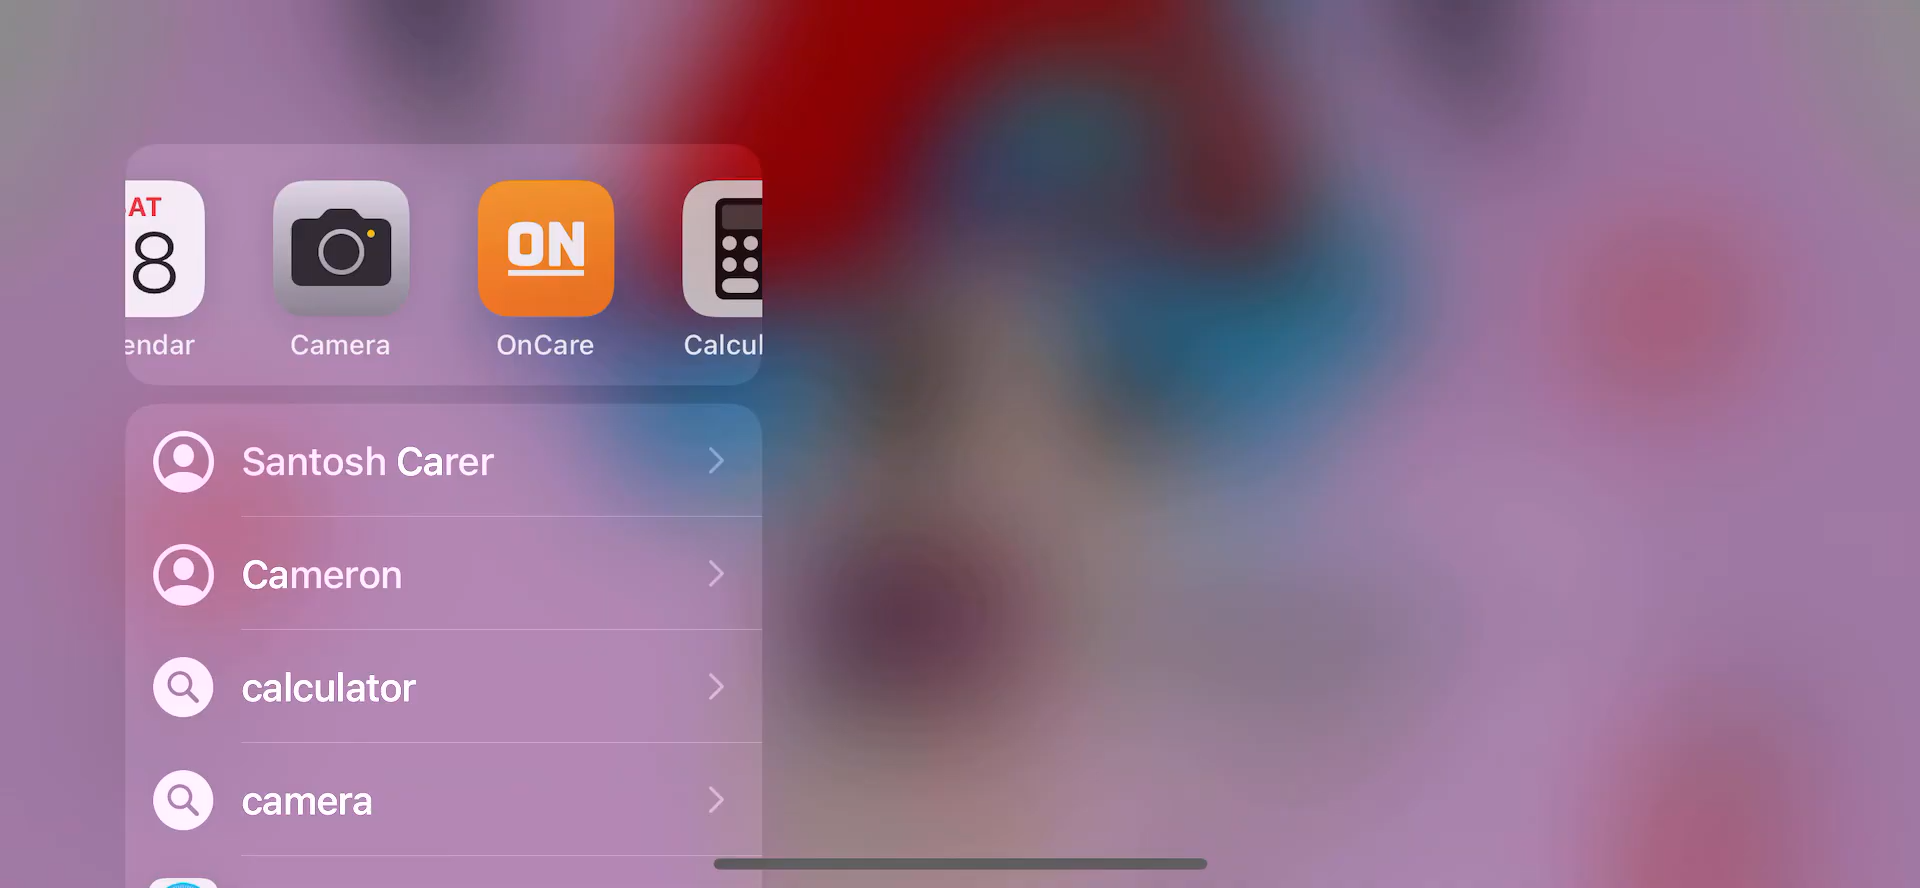 AT
8
endar
Camera
ON
OnCare
Calcul
Santosh Carer
Cameron
calculator
camera